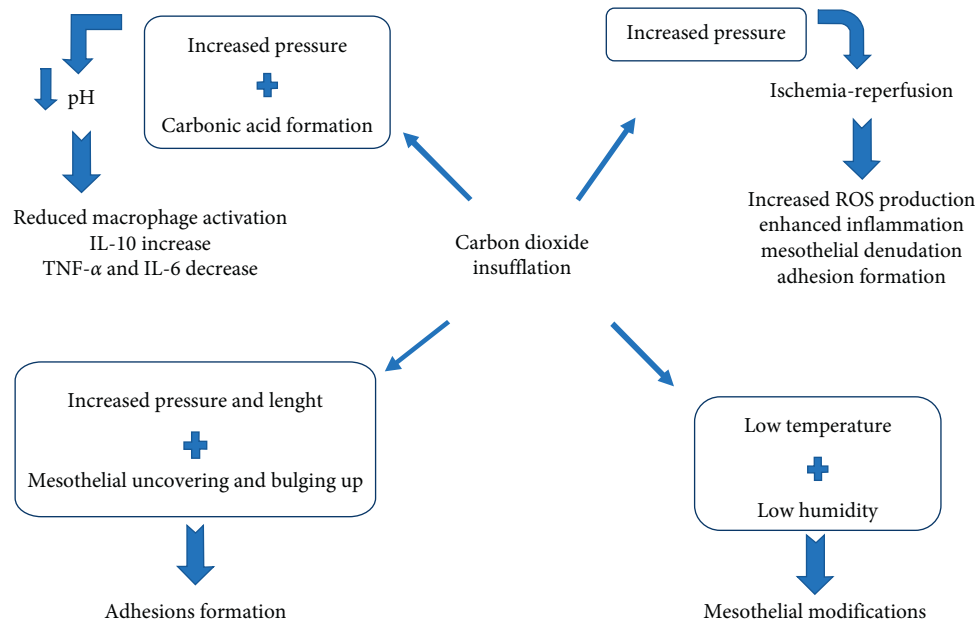 Increased pressure
Carbonic acid formation
pH
Reduced macrophage activation
IL-10 increase
TNF-α and IL-6 decrease
Increased pressure
Ischemia-reperfusion
Increased ROS production
enhanced inflammation
mesothelial denudation
adhesion formation
Carbon dioxide
insufflation
Increased pressure and lenght
Mesothelial uncovering and bulging up
Adhesions formation
Low temperature
Low humidity
Mesothelial modifications